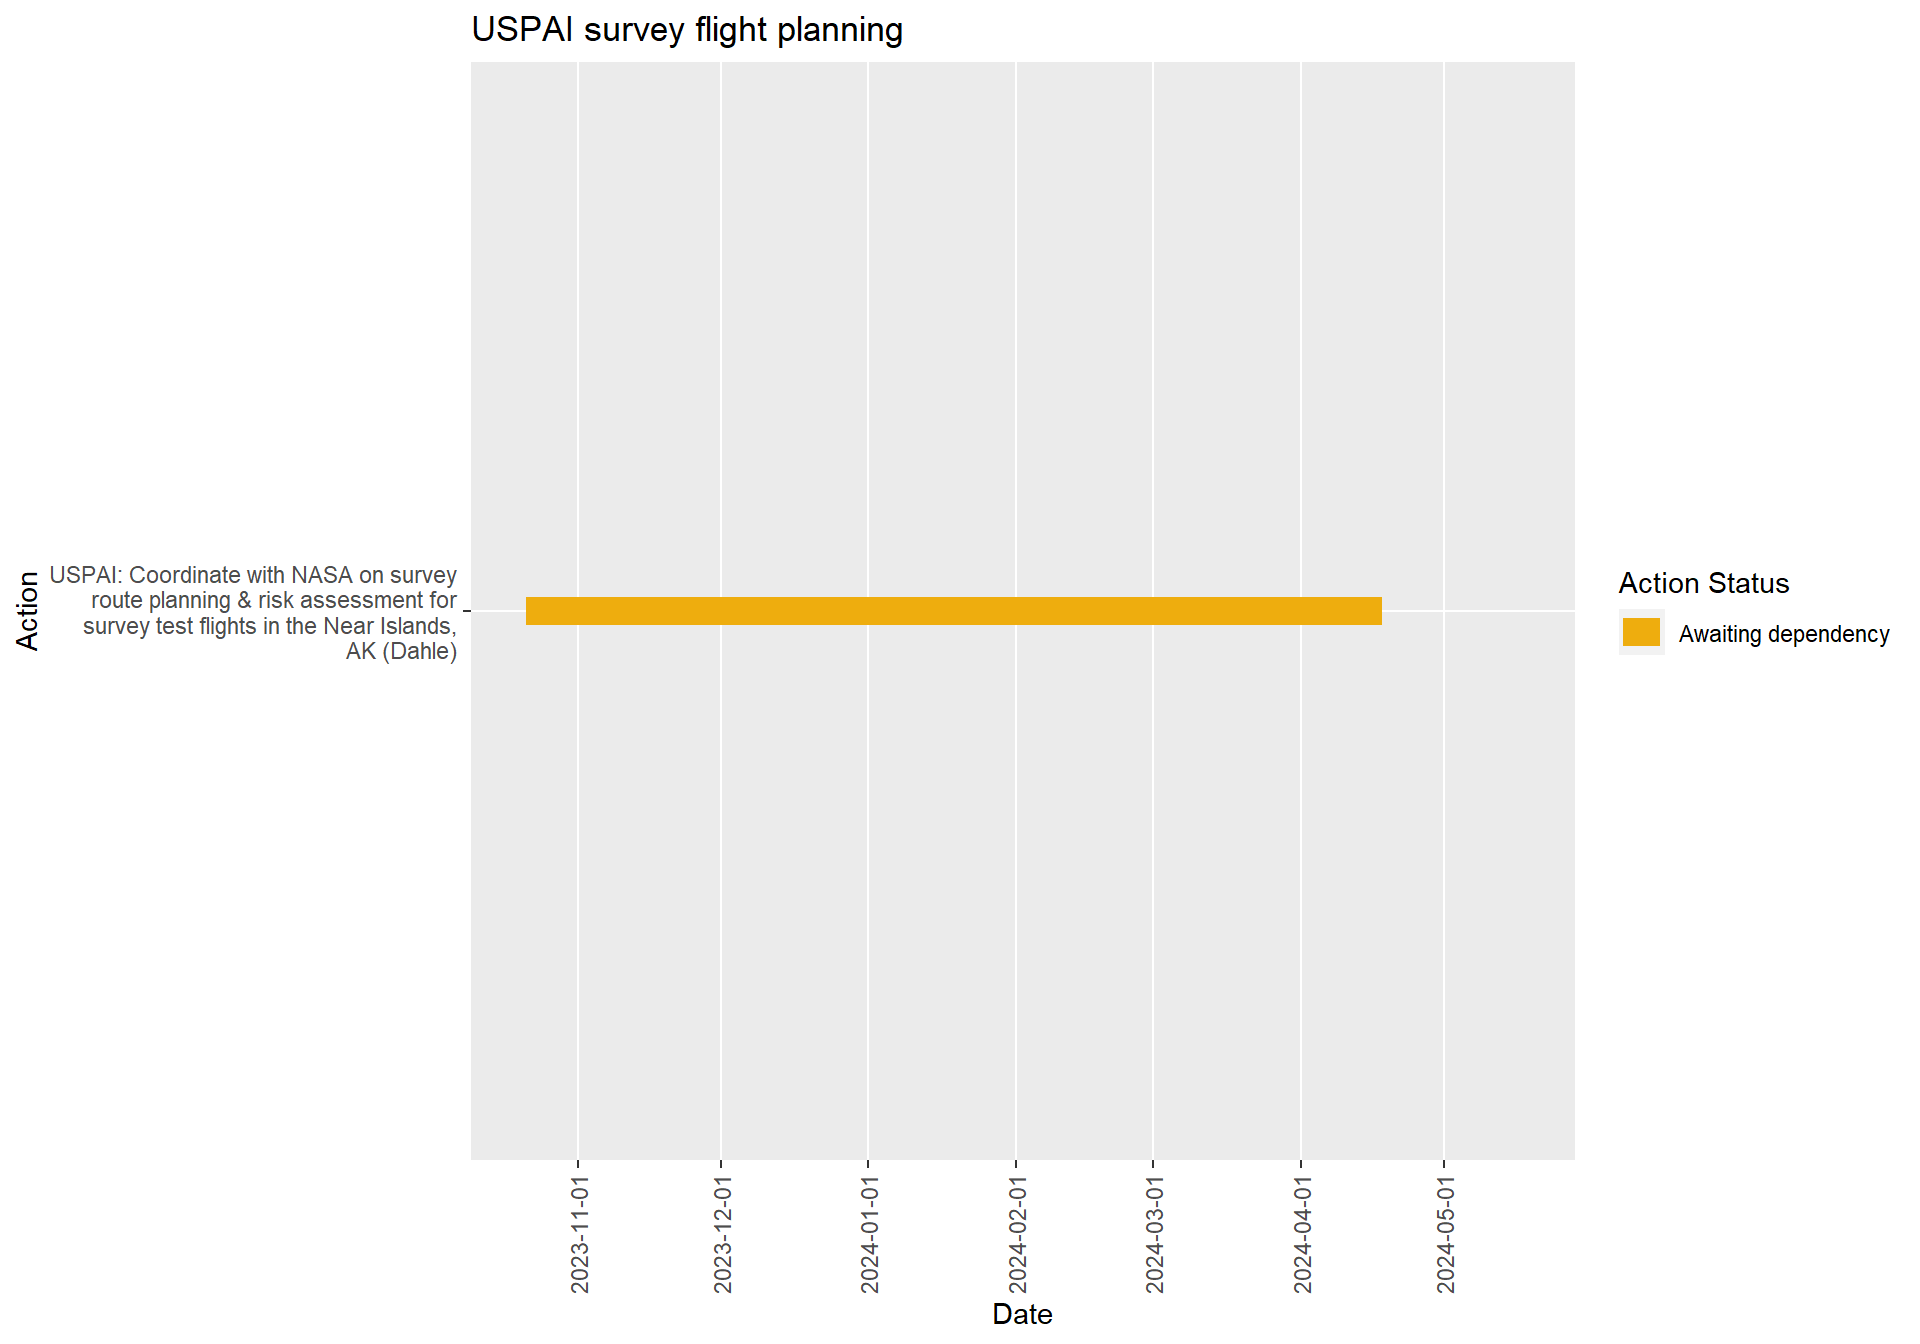 USPAI survey flight planning
Action
USPAI: Coordinate with NASA on survey
route planning & risk assessment for
survey test flights in the Near Islands,
AK (Dahle)
Action Status
Awaiting dependency
2023-11-01
2023-12-01
2024-01-01
2024-02-01
2024-03-01
2024-04-01
2024-05-01
Date